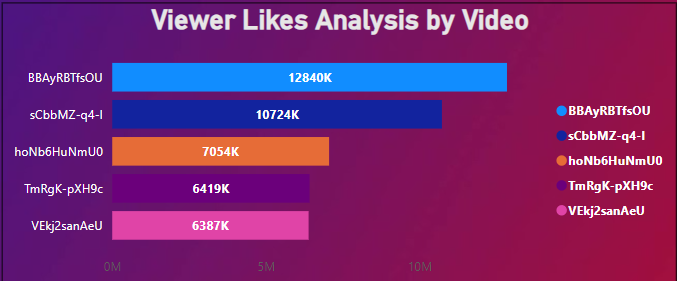 Viewer Likes Analysis by Video
BBAyRBTfsOU 12840K
sCbbMZ-q4-I 10724K
hoNb6HuNmU0 7054K
TmRgK-pXH9c 6419K
VEkj2sanAeU 6387K
0M 5M 10M
BBAyRBTfsOU
sCbbMZ-q4-I
hoNb6HuNmU0
TmRgK-pXH9c
VEkj2sanAeU